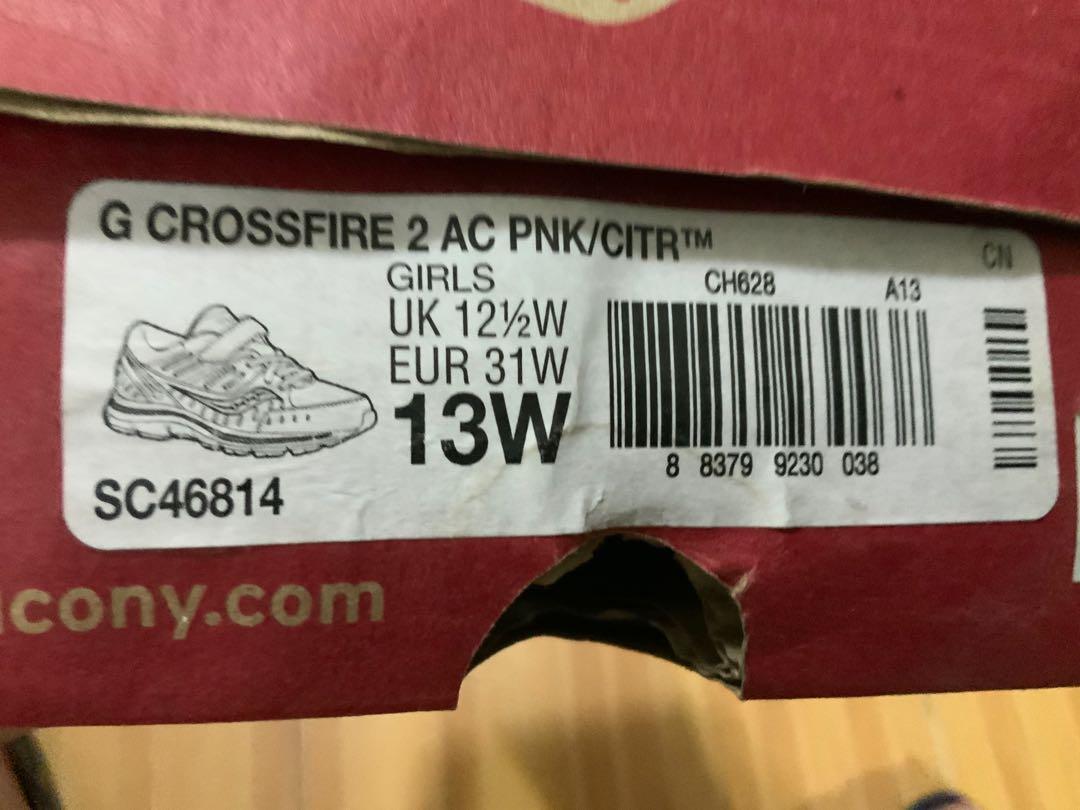 G CROSSFIRE 2 AC PNK/CITR™
CN
GIRLS
CH628
A13
UK 12½W
EUR 31W
13W
8 8379 9230 038
SC46814
cony.com